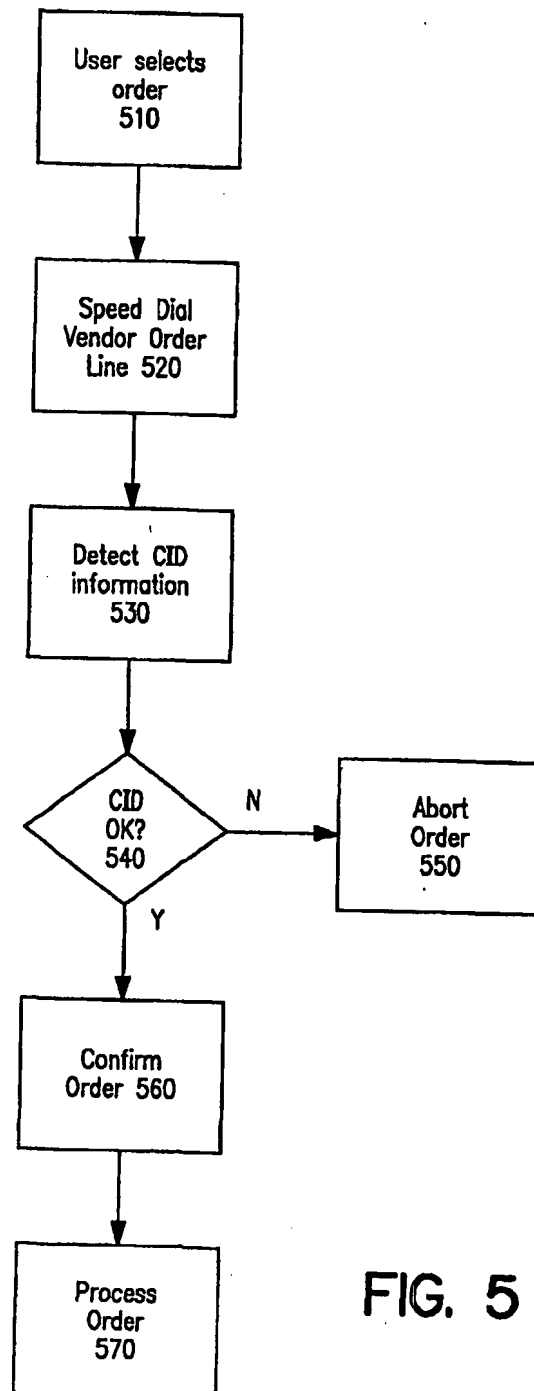 User selects
order
510
Speed Dial
Vendor Order
Line 520
Detect CID
information
530
CID
OK?
540
N
Abort
Order
550
Y
Confirm
Order 560
Process
Order
570
FIG. 5